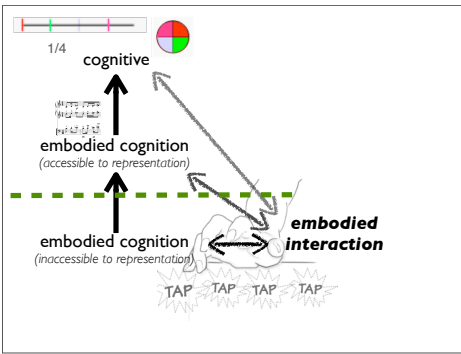 1/4
cognitive
embodied cognition
(accessible to representation)
embodied
interaction
embodied cognition
(inaccessible to representation)
TAP TAP TAP TAP